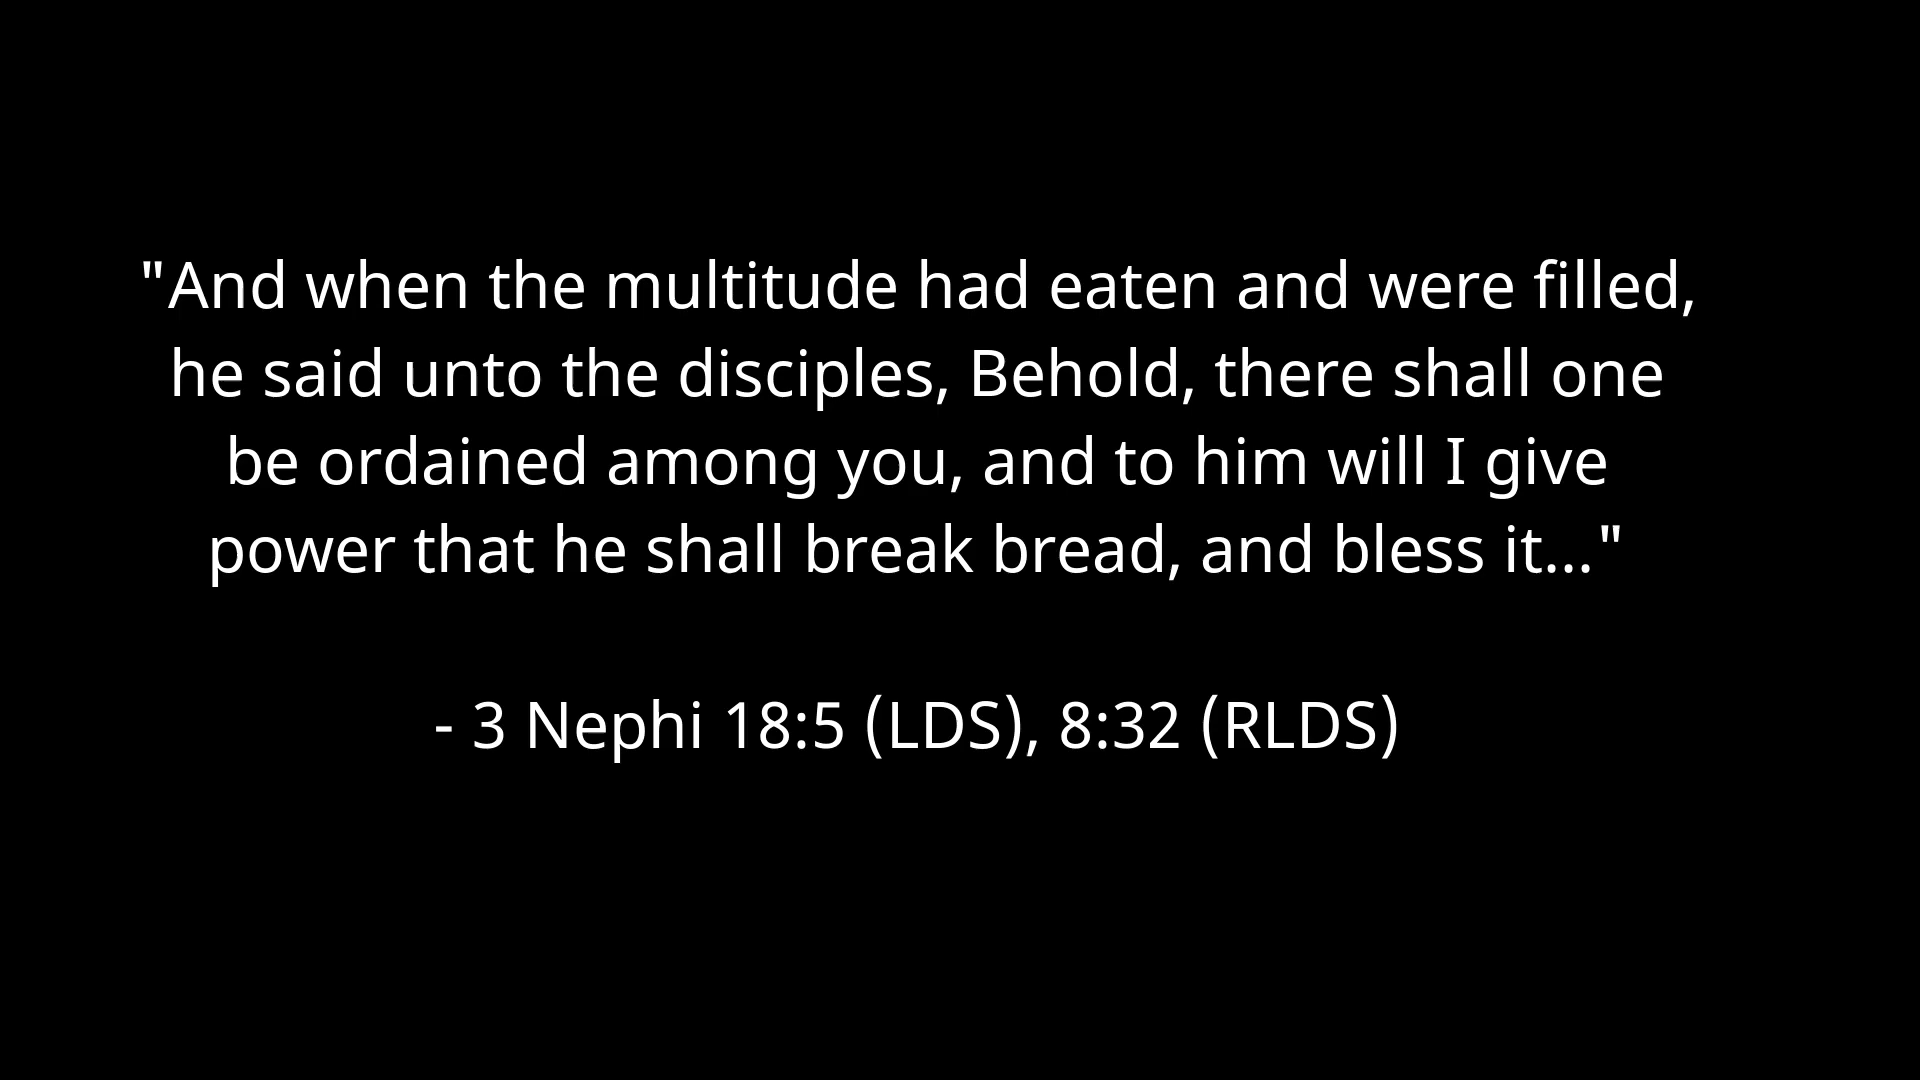 "And when the multitude had eaten and were filled,
he said unto the disciples, Behold, there shall one
be ordained among you, and to him will I give
power that he shall break bread, and bless it..."
- 3 Nephi 18:5 (LDS), 8:32 (RLDS)